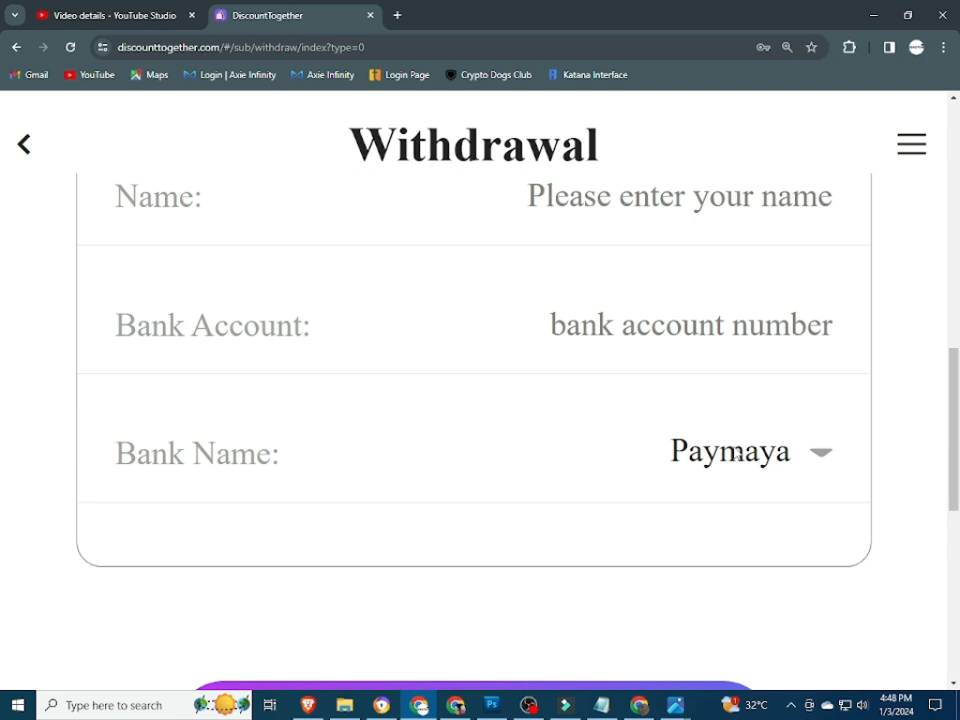 Video details - YouTube Studio
DiscountTogether
discounttogether.com/#/sub/withdraw/index?type=0
Gmail
YouTube
Maps
Login | Axie Infinity
Axie Infinity
Login Page
Crypto Dogs Club
Katana Interface
Withdrawal
Name:
Please enter your name
Bank Account:
bank account number
Bank Name:
Paymaya
Type here to search
Ps
32°C
4:48 PM
1/3/2024